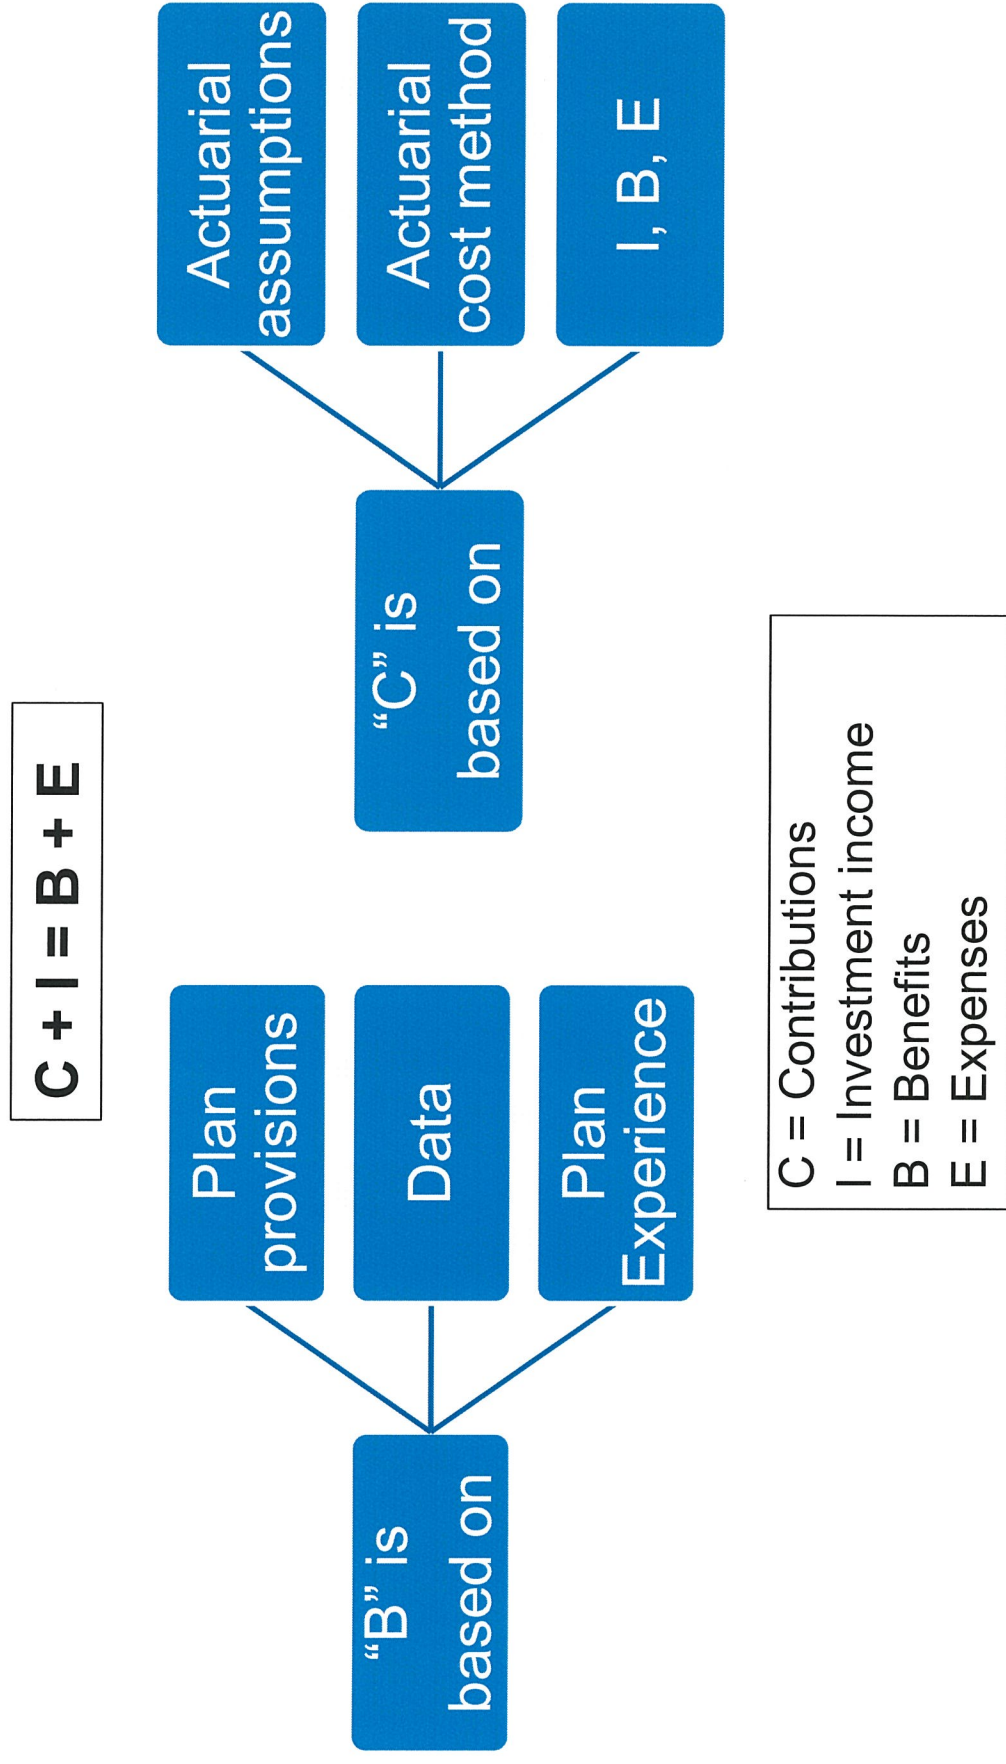 C + I = B + E
“B” is
based on
Plan
provisions
Data
Plan
Experience
“C” is
based on
Actuarial
assumptions
Actuarial
cost method
I, B, E
C = Contributions
I = Investment income
B = Benefits
E = Expenses